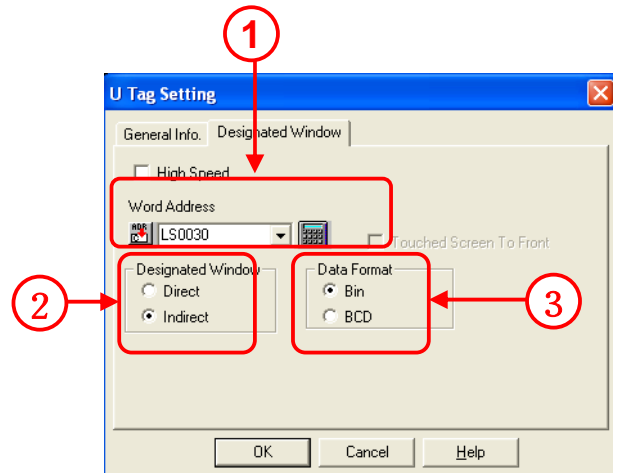 1
U Tag Setting
General Info. Designated Window
High Speed
Word Address
ADR
LS0030
Touched Screen To Front
Designated Window Data Format
Direct Bin
Indirect BCD
2
3
OK Cancel Help